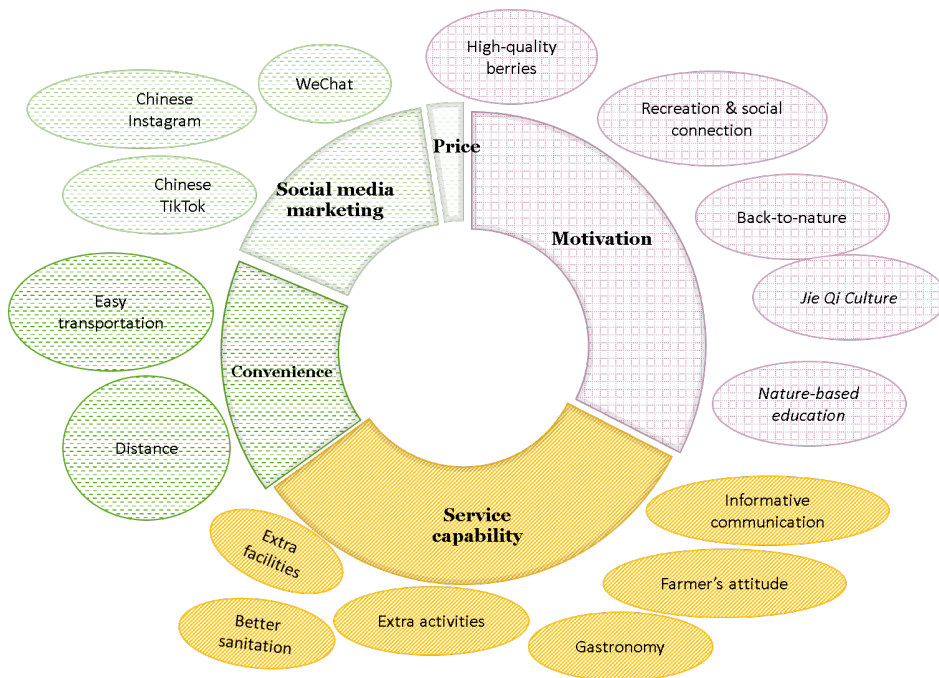 High-quality
berries
WeChat
Chinese
Instagram
Recreation & social
connection
Price
Chinese
TikTok
Social media
marketing
Back-to-nature
Motivation
Easy
transportation
Jie Qi Culture
Convenience
Nature-based
education
Distance
Service
capability
Informative
communication
Extra
facilities
Farmer's attitude
Better
sanitation
Extra activities
Gastronomy